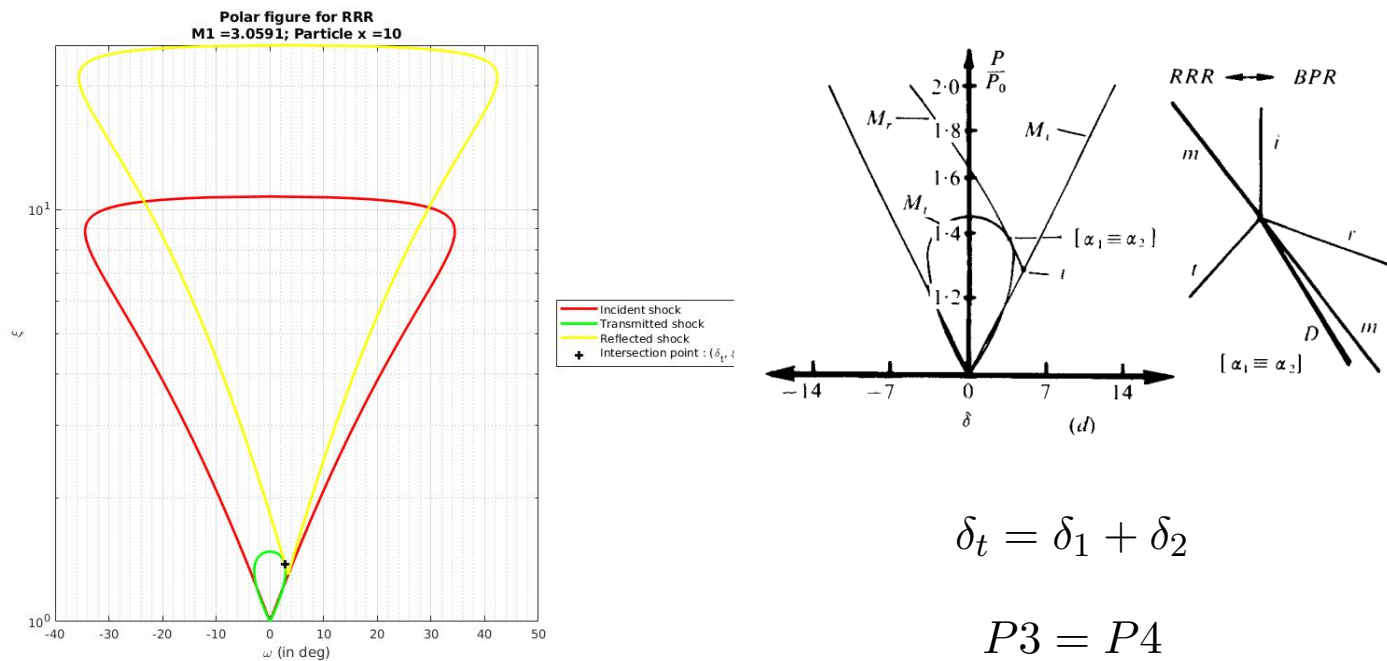 Polar figure for RRR
M1 =3.0591; Particle x =10
ξ
10¹
10⁰
-40 -30 -20 -10 0 10 20 30 40 50
ω (in deg)
Incident shock
Transmitted shock
Reflected shock
Intersection point : (δₜ,
P
P₀
2·0
1·8
1·6
1·4
1·2
Mᵣ
Mᵢ
Mₜ
[α₁ ≡ α₂]
i
−14 −7 0 7 14
δ
(d)
RRR ↔ BPR
m
i
r
t
D
m
[α₁ ≡ α₂]
δₜ = δ₁ + δ₂
P3 = P4